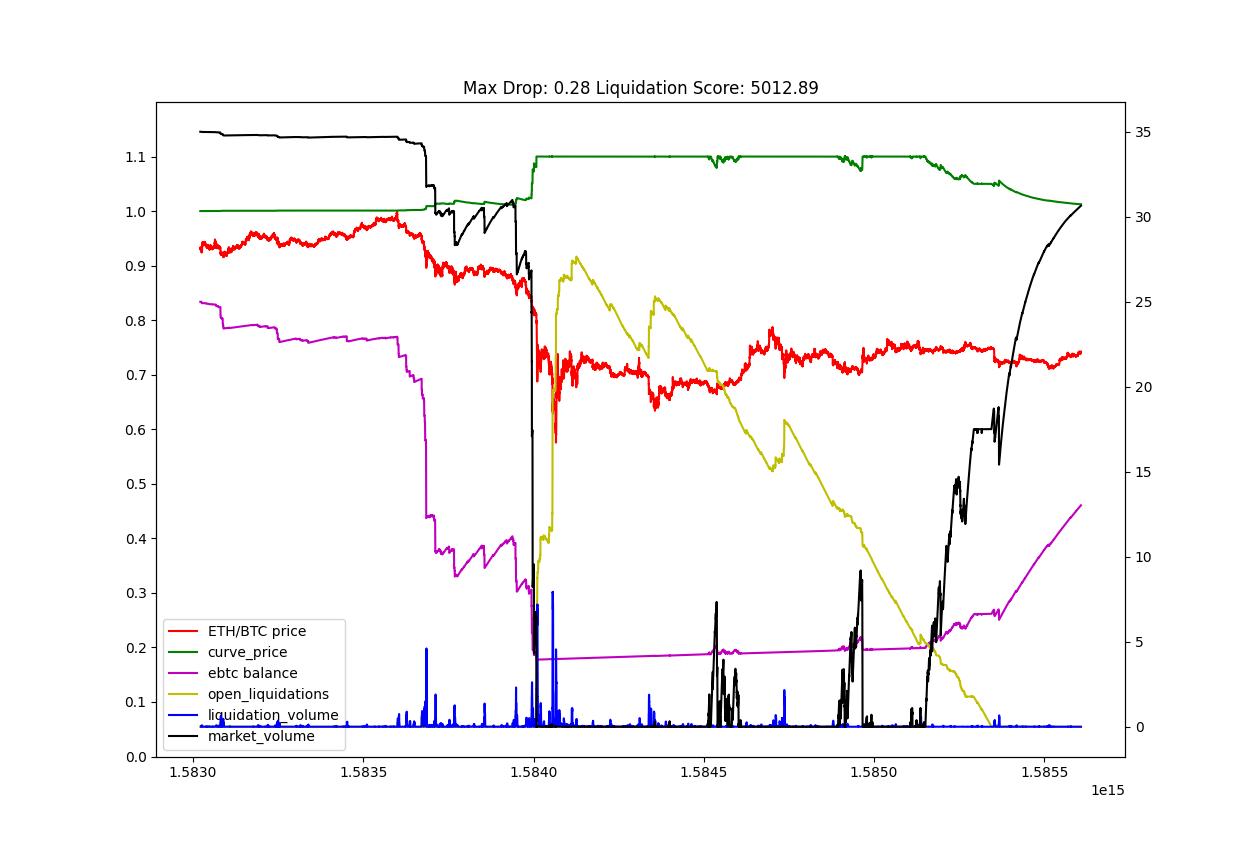 Max Drop: 0.28 Liquidation Score: 5012.89
1.1
1.0
0.9
0.8
0.7
0.6
0.5
0.4
0.3
0.2
0.1
0.0
35
30
25
20
15
10
5
0
ETH/BTC price
curve_price
ebtc balance
open_liquidations
liquidation_volume
market_volume
1.5830 1.5835 1.5840 1.5845 1.5850 1.5855
1e15